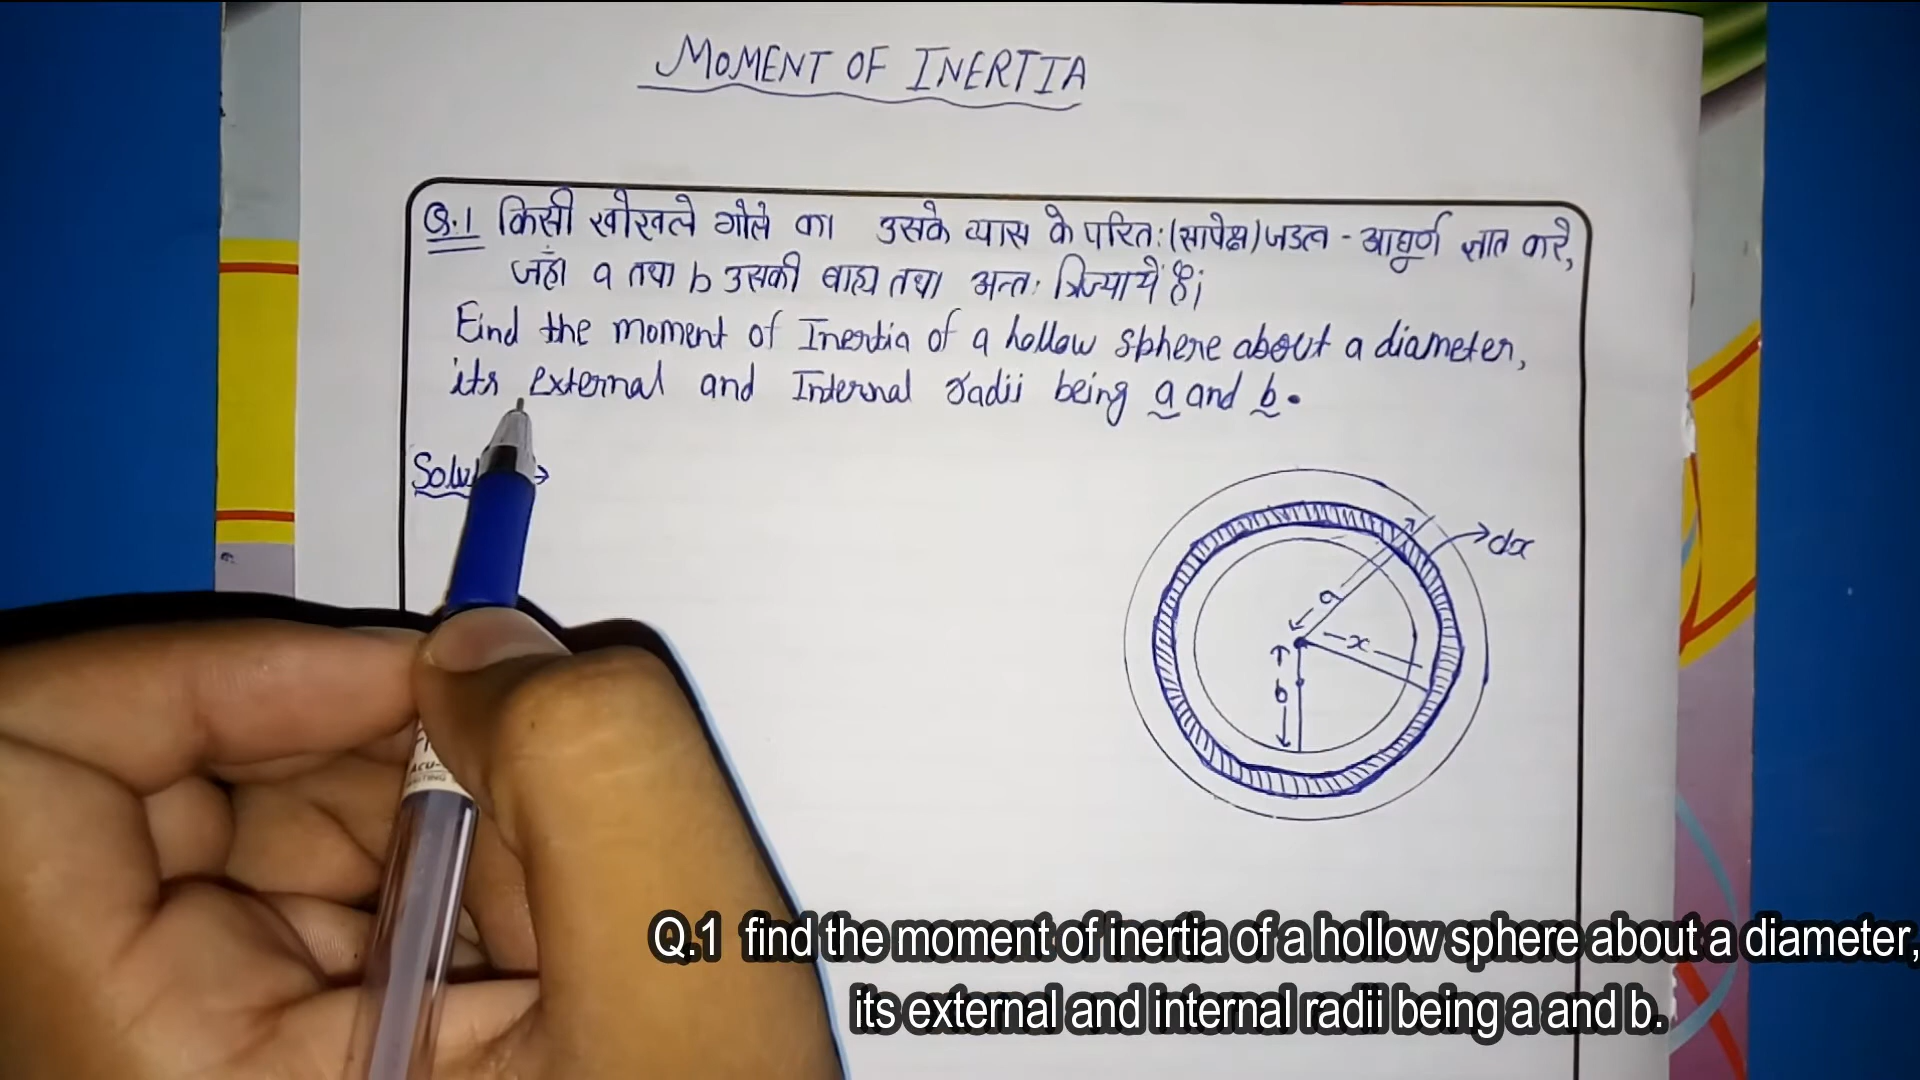 MOMENT OF INERTIA
Q.1 किसी खोखले गोले का उसके व्यास के परित: (सापेक्ष) जडत्व - आघूर्ण ज्ञात करे,
जहाँ a तथा b उसकी बाह्य तथा अन्त: त्रिज्यायें हैं।
Find the moment of Inertia of a hollow sphere about a diameter,
its external and Internal radii being a and b.
dx
a
x
b
Q.1 find the moment of inertia of a hollow sphere about a diameter,
its external and internal radii being a and b.